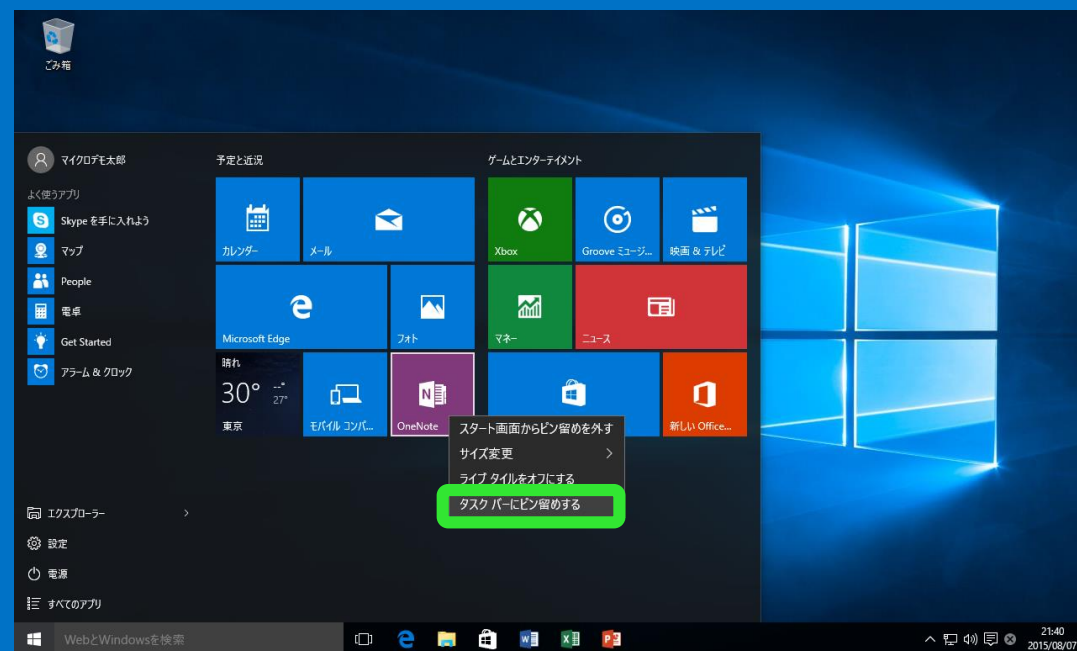 ごみ箱
マイクロデモ太郎
よく使うアプリ
Skype を手に入れよう
マップ
People
電卓
Get Started
アラーム & クロック
エクスプローラー
設定
電源
すべてのアプリ
予定と近況
カレンダー
メール
Microsoft Edge
フォト
晴れ
30° --°
27°
東京
モバイル コンパ...
OneNote
ゲームとエンターテイメント
Xbox
Groove ミュージ...
映画 & テレビ
マネー
ニュース
新しい Office...
スタート画面からピン留めを外す
サイズ変更
ライブ タイルをオフにする
タスク バーにピン留めする
WebとWindowsを検索
21:40
2015/08/07